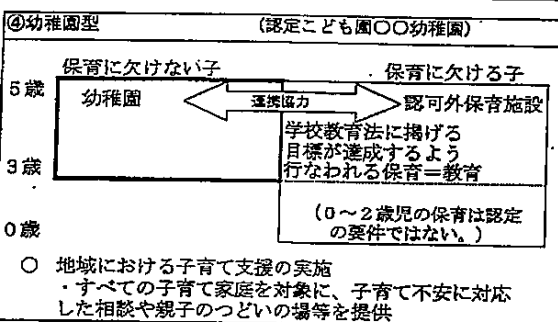 ④幼稚園型 (認定こども園〇〇幼稚園)
保育に欠けない子 保育に欠ける子
5歳 幼稚園 連携協力 認可外保育施設
学校教育法に掲げる
目標が達成するよう
3歳 行なわれる保育=教育
(0～2歳児の保育は認定
0歳 の要件ではない。)
○ 地域における子育て支援の実施
・すべての子育て家庭を対象に、子育て不安に対応
した相談や親子のつどいの場等を提供